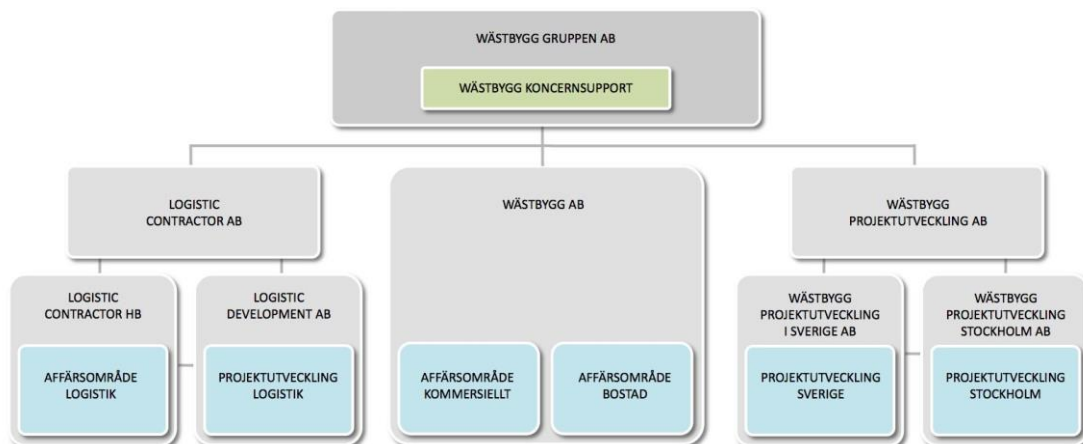 WÄSTBYGG GRUPPEN AB
WÄSTBYGG KONCERNSUPPORT
LOGISTIC
CONTRACTOR AB
WÄSTBYGG AB
WÄSTBYGG
PROJEKTUTVECKLING AB
LOGISTIC
CONTRACTOR HB
LOGISTIC
DEVELOPMENT AB
WÄSTBYGG
PROJEKTUTVECKLING
I SVERIGE AB
WÄSTBYGG
PROJEKTUTVECKLING
STOCKHOLM AB
AFFÄRSOMRÅDE
LOGISTIK
PROJEKTUTVECKLING
LOGISTIK
AFFÄRSOMRÅDE
KOMMERSIELLT
AFFÄRSOMRÅDE
BOSTAD
PROJEKTUTVECKLING
SVERIGE
PROJEKTUTVECKLING
STOCKHOLM